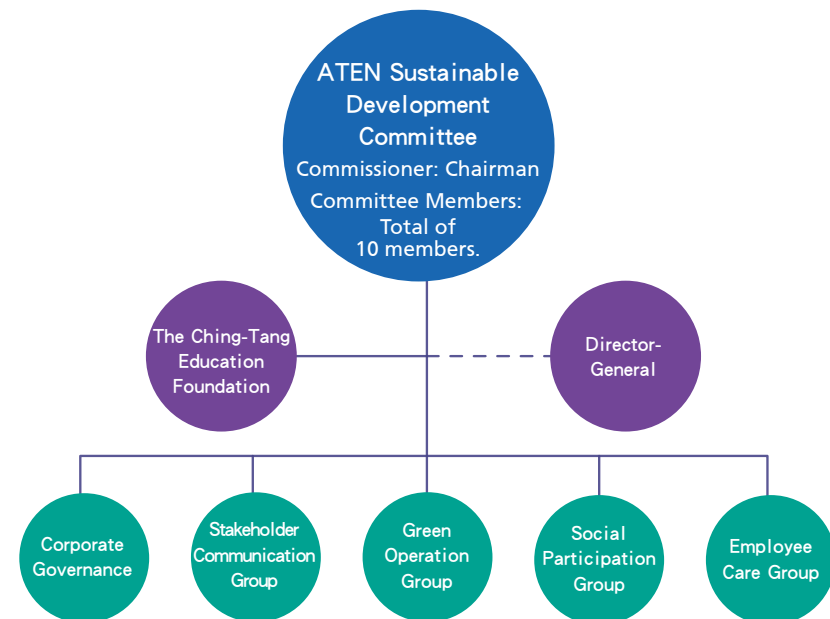 ATEN Sustainable
Development
Committee
Commissioner: Chairman
Committee Members:
Total of
10 members.
The Ching-Tang
Education
Foundation
Director-
General
Corporate
Governance
Stakeholder
Communication
Group
Green
Operation
Group
Social
Participation
Group
Employee
Care Group